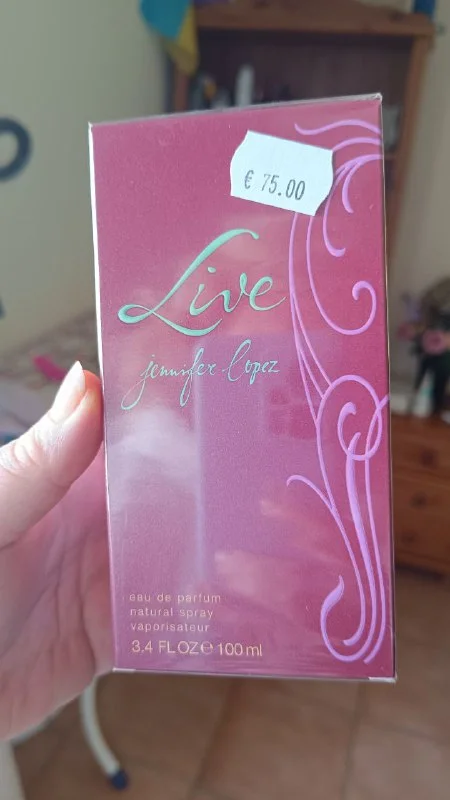 € 75.00
Live
jennifer lopez
eau de parfum
natural spray
vaporisateur
3.4 FL OZ ℮ 100 ml